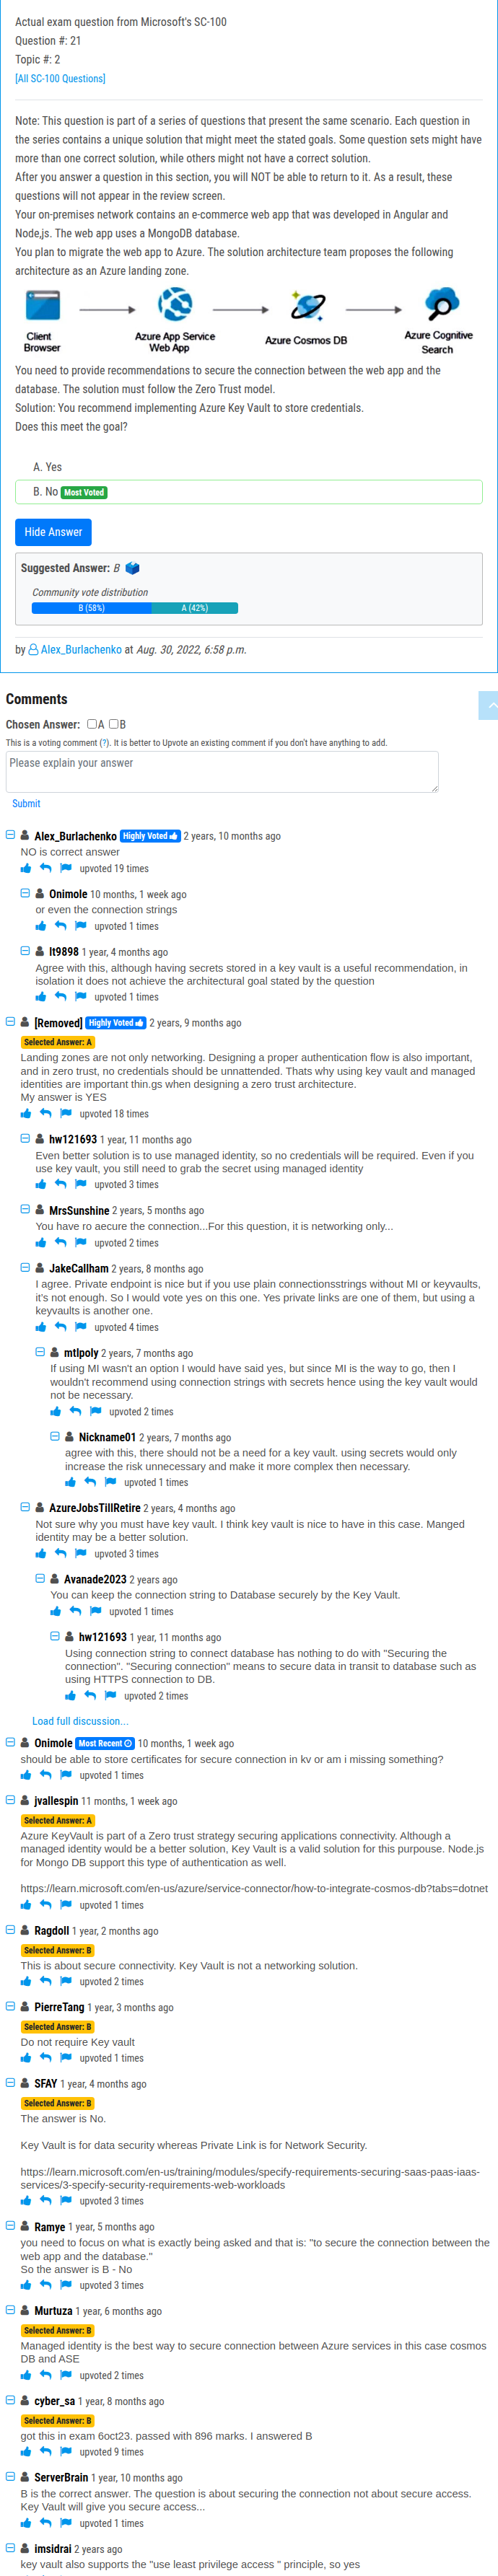 Actual exam question from Microsoft's SC-100
Question #: 21
Topic #: 2
[All SC-100 Questions]
Note: This question is part of a series of questions that present the same scenario. Each question in
the series contains a unique solution that might meet the stated goals. Some question sets might have
more than one correct solution, while others might not have a correct solution.
After you answer a question in this section, you will NOT be able to return to it. As a result, these
questions will not appear in the review screen.
Your on-premises network contains an e-commerce web app that was developed in Angular and
Node,js. The web app uses a MongoDB database.
You plan to migrate the web app to Azure. The solution architecture team proposes the following
architecture as an Azure landing zone.
Client
Browser
Azure App Service
Web App
Azure Cosmos DB
Azure Cognitive
Search
You need to provide recommendations to secure the connection between the web app and the
database. The solution must follow the Zero Trust model.
Solution: You recommend implementing Azure Key Vault to store credentials.
Does this meet the goal?
A. Yes
B. No Most Voted
Hide Answer
Suggested Answer: B
Community vote distribution
B (58%) A (42%)
by Alex_Burlachenko at Aug. 30, 2022, 6:58 p.m.
Comments
Chosen Answer: A B
This is a voting comment (?). It is better to Upvote an existing comment if you don't have anything to add.
Please explain your answer
Submit
Alex_Burlachenko Highly Voted 2 years, 10 months ago
NO is correct answer
upvoted 19 times
Onimole 10 months, 1 week ago
or even the connection strings
upvoted 1 times
It9898 1 year, 4 months ago
Agree with this, although having secrets stored in a key vault is a useful recommendation, in
isolation it does not achieve the architectural goal stated by the question
upvoted 1 times
[Removed] Highly Voted 2 years, 9 months ago
Selected Answer: A
Landing zones are not only networking. Designing a proper authentication flow is also important,
and in zero trust, no credentials should be unnattended. Thats why using key vault and managed
identities are important thin.gs when designing a zero trust architecture.
My answer is YES
upvoted 18 times
hw121693 1 year, 11 months ago
Even better solution is to use managed identity, so no credentials will be required. Even if you
use key vault, you still need to grab the secret using managed identity
upvoted 3 times
MrsSunshine 2 years, 5 months ago
You have ro aecure the connection...For this question, it is networking only...
upvoted 2 times
JakeCallham 2 years, 8 months ago
I agree. Private endpoint is nice but if you use plain connectionsstrings without MI or keyvaults,
it's not enough. So I would vote yes on this one. Yes private links are one of them, but using a
keyvaults is another one.
upvoted 4 times
mtlpoly 2 years, 7 months ago
If using MI wasn't an option I would have said yes, but since MI is the way to go, then I
wouldn't recommend using connection strings with secrets hence using the key vault would
not be necessary.
upvoted 2 times
Nickname01 2 years, 7 months ago
agree with this, there should not be a need for a key vault. using secrets would only
increase the risk unnecessary and make it more complex then necessary.
upvoted 1 times
AzureJobsTillRetire 2 years, 4 months ago
Not sure why you must have key vault. I think key vault is nice to have in this case. Manged
identity may be a better solution.
upvoted 3 times
Avanade2023 2 years ago
You can keep the connection string to Database securely by the Key Vault.
upvoted 1 times
hw121693 1 year, 11 months ago
Using connection string to connect database has nothing to do with "Securing the
connection". "Securing connection" means to secure data in transit to database such as
using HTTPS connection to DB.
upvoted 2 times
Load full discussion...
Onimole Most Recent 10 months, 1 week ago
should be able to store certificates for secure connection in kv or am i missing something?
upvoted 1 times
jvallespin 11 months, 1 week ago
Selected Answer: A
Azure KeyVault is part of a Zero trust strategy securing applications connectivity. Although a
managed identity would be a better solution, Key Vault is a valid solution for this purpouse. Node.js
for Mongo DB support this type of authentication as well.
https://learn.microsoft.com/en-us/azure/service-connector/how-to-integrate-cosmos-db?tabs=dotnet
upvoted 1 times
Ragdoll 1 year, 2 months ago
Selected Answer: B
This is about secure connectivity. Key Vault is not a networking solution.
upvoted 2 times
PierreTang 1 year, 3 months ago
Selected Answer: B
Do not require Key vault
upvoted 1 times
SFAY 1 year, 4 months ago
Selected Answer: B
The answer is No.
Key Vault is for data security whereas Private Link is for Network Security.
https://learn.microsoft.com/en-us/training/modules/specify-requirements-securing-saas-paas-iaas-
services/3-specify-security-requirements-web-workloads
upvoted 3 times
Ramye 1 year, 5 months ago
you need to focus on what is exactly being asked and that is: "to secure the connection between the
web app and the database."
So the answer is B - No
upvoted 3 times
Murtuza 1 year, 6 months ago
Selected Answer: B
Managed identity is the best way to secure connection between Azure services in this case cosmos
DB and ASE
upvoted 2 times
cyber_sa 1 year, 8 months ago
Selected Answer: B
got this in exam 6oct23. passed with 896 marks. I answered B
upvoted 9 times
ServerBrain 1 year, 10 months ago
B is the correct answer. The question is about securing the connection not about secure access.
Key Vault will give you secure access...
upvoted 1 times
imsidrai 2 years ago
key vault also supports the "use least privilege access " principle, so yes